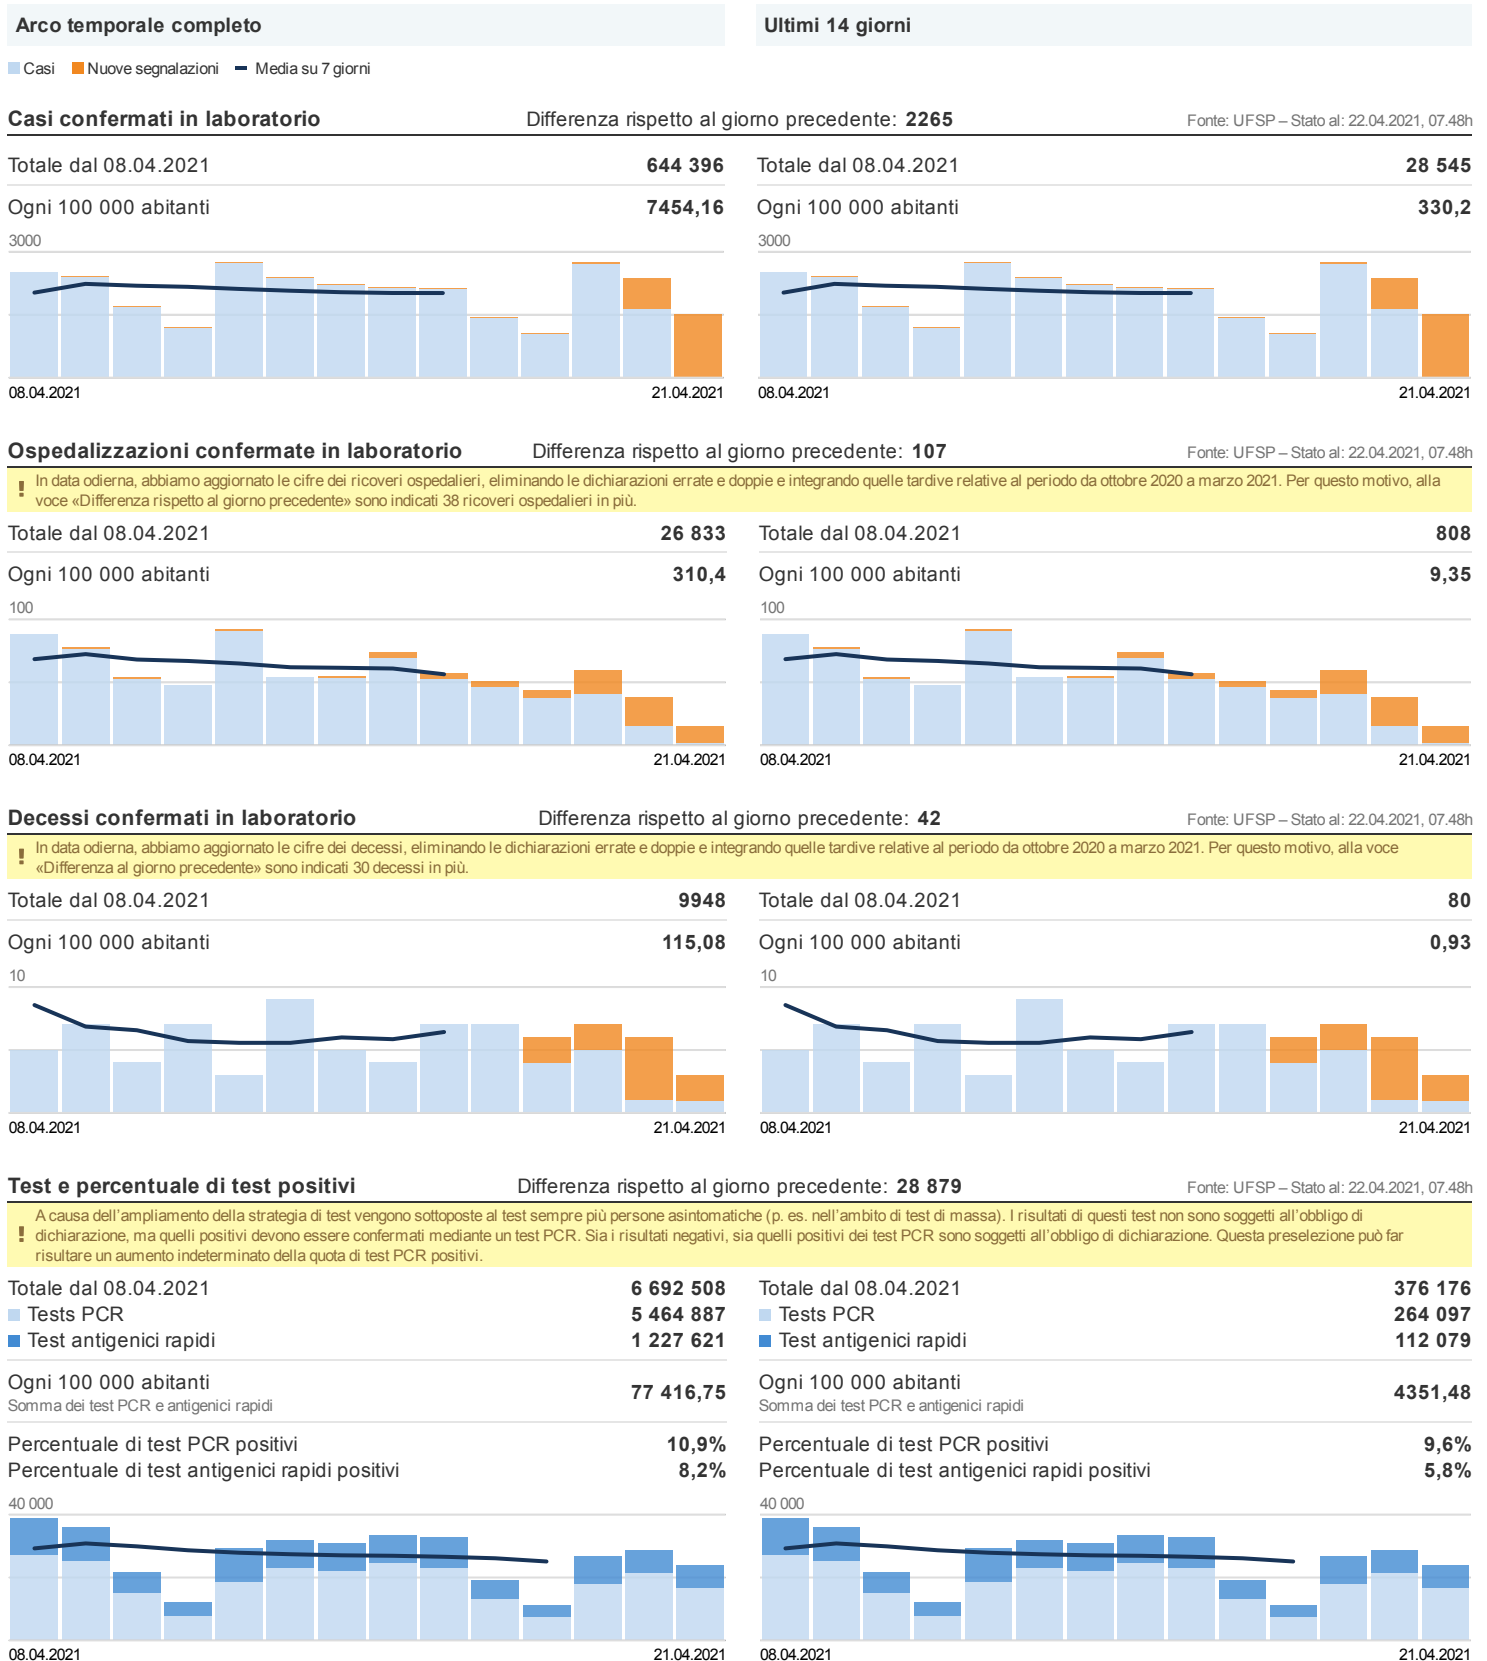 Arco temporale completo
Ultimi 14 giorni
Casi Nuove segnalazioni Media su 7 giorni
Casi confermati in laboratorio Differenza rispetto al giorno precedente: 2265 Fonte: UFSP – Stato al: 22.04.2021, 07.48h
Totale dal 08.04.2021 644 396
Ogni 100 000 abitanti 7454,16
3000
08.04.2021 21.04.2021
Totale dal 08.04.2021 28 545
Ogni 100 000 abitanti 330,2
3000
08.04.2021 21.04.2021
Ospedalizzazioni confermate in laboratorio Differenza rispetto al giorno precedente: 107 Fonte: UFSP – Stato al: 22.04.2021, 07.48h
! In data odierna, abbiamo aggiornato le cifre dei ricoveri ospedalieri, eliminando le dichiarazioni errate e doppie e integrando quelle tardive relative al periodo da ottobre 2020 a marzo 2021. Per questo motivo, alla
voce «Differenza rispetto al giorno precedente» sono indicati 38 ricoveri ospedalieri in più.
Totale dal 08.04.2021 26 833
Ogni 100 000 abitanti 310,4
100
08.04.2021 21.04.2021
Totale dal 08.04.2021 808
Ogni 100 000 abitanti 9,35
100
08.04.2021 21.04.2021
Decessi confermati in laboratorio Differenza rispetto al giorno precedente: 42 Fonte: UFSP – Stato al: 22.04.2021, 07.48h
! In data odierna, abbiamo aggiornato le cifre dei decessi, eliminando le dichiarazioni errate e doppie e integrando quelle tardive relative al periodo da ottobre 2020 a marzo 2021. Per questo motivo, alla voce
«Differenza al giorno precedente» sono indicati 30 decessi in più.
Totale dal 08.04.2021 9948
Ogni 100 000 abitanti 115,08
10
08.04.2021 21.04.2021
Totale dal 08.04.2021 80
Ogni 100 000 abitanti 0,93
10
08.04.2021 21.04.2021
Test e percentuale di test positivi Differenza rispetto al giorno precedente: 28 879 Fonte: UFSP – Stato al: 22.04.2021, 07.48h
A causa dell’ampliamento della strategia di test vengono sottoposte al test sempre più persone asintomatiche (p. es. nell’ambito di test di massa). I risultati di questi test non sono soggetti all’obbligo di
! dichiarazione, ma quelli positivi devono essere confermati mediante un test PCR. Sia i risultati negativi, sia quelli positivi dei test PCR sono soggetti all’obbligo di dichiarazione. Questa preselezione può far
risultare un aumento indeterminato della quota di test PCR positivi.
Totale dal 08.04.2021 6 692 508
Tests PCR 5 464 887
Test antigenici rapidi 1 227 621
Ogni 100 000 abitanti 77 416,75
Somma dei test PCR e antigenici rapidi
Percentuale di test PCR positivi 10,9%
Percentuale di test antigenici rapidi positivi 8,2%
40 000
08.04.2021 21.04.2021
Totale dal 08.04.2021 376 176
Tests PCR 264 097
Test antigenici rapidi 112 079
Ogni 100 000 abitanti 4351,48
Somma dei test PCR e antigenici rapidi
Percentuale di test PCR positivi 9,6%
Percentuale di test antigenici rapidi positivi 5,8%
40 000
08.04.2021 21.04.2021